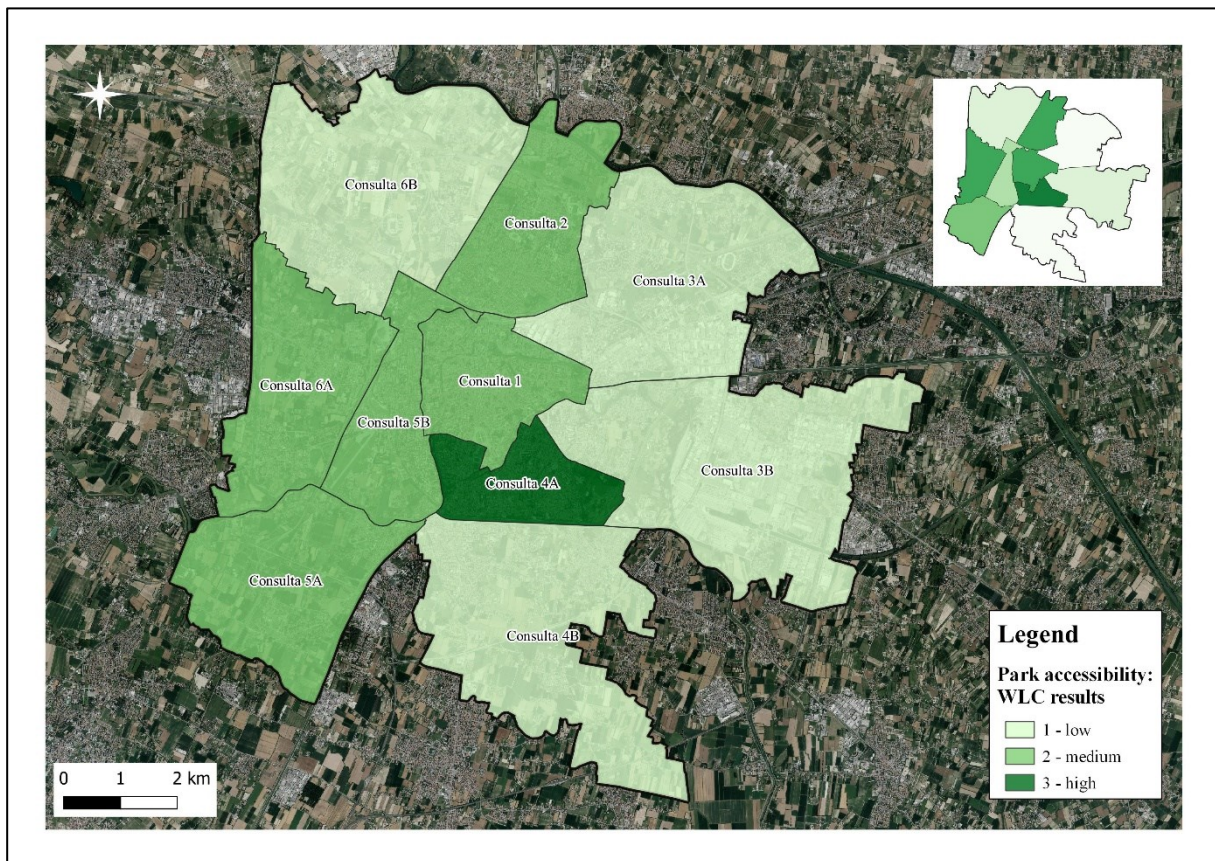 Consulta 6B
Consulta 2
Consulta 3A
Consulta 6A
Consulta 1
Consulta 5B
Consulta 3B
Consulta 4A
Consulta 5A
Consulta 4B
Legend
Park accessibility:
WLC results
1 - low
2 - medium
3 - high
0 1 2 km